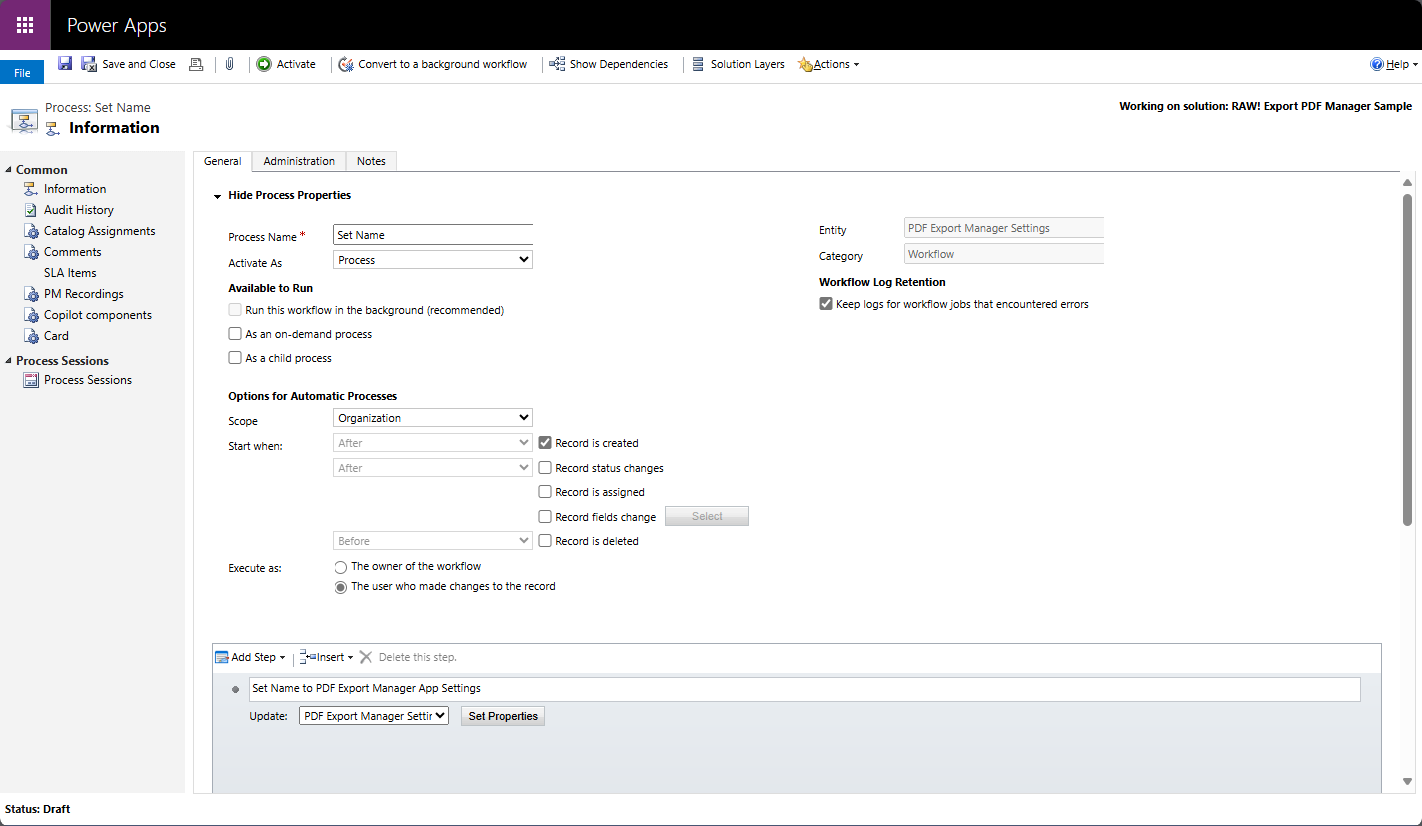 Power Apps
File
Save and Close
Activate
Convert to a background workflow
Show Dependencies
Solution Layers
Actions
Help
Process: Set Name
Information
Working on solution: RAW! Export PDF Manager Sample
Common
Information
Audit History
Catalog Assignments
Comments
SLA Items
PM Recordings
Copilot components
Card
Process Sessions
Process Sessions
General
Administration
Notes
Hide Process Properties
Process Name *
Set Name
Activate As
Process
Available to Run
Run this workflow in the background (recommended)
As an on-demand process
As a child process
Entity
PDF Export Manager Settings
Category
Workflow
Workflow Log Retention
Keep logs for workflow jobs that encountered errors
Options for Automatic Processes
Scope
Organization
Start when:
After
Record is created
After
Record status changes
Record is assigned
Record fields change
Select
Before
Record is deleted
Execute as:
The owner of the workflow
The user who made changes to the record
Add Step
Insert
Delete this step.
Set Name to PDF Export Manager App Settings
Update:
PDF Export Manager Settin
Set Properties
Status: Draft